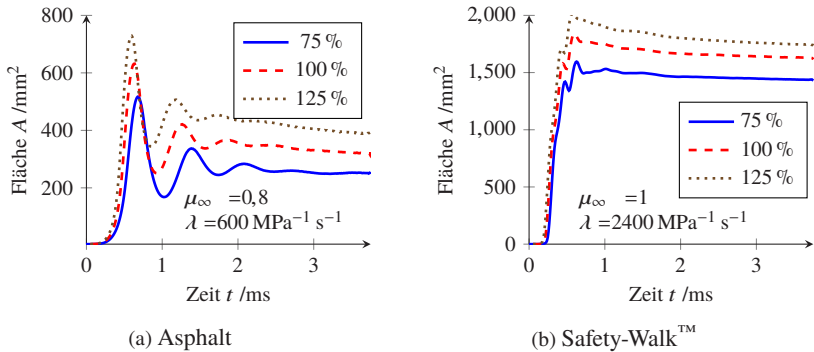 800
600
400
200
0
1
2
3
Fläche A /mm²
Zeit t /ms
75 %
100 %
125 %
μ∞ =0,8
λ =600 MPa⁻¹ s⁻¹
(a) Asphalt
2,000
1,500
1,000
500
0
0
1
2
3
Fläche A /mm²
Zeit t /ms
75 %
100 %
125 %
μ∞ =1
λ =2400 MPa⁻¹ s⁻¹
(b) Safety-Walk™